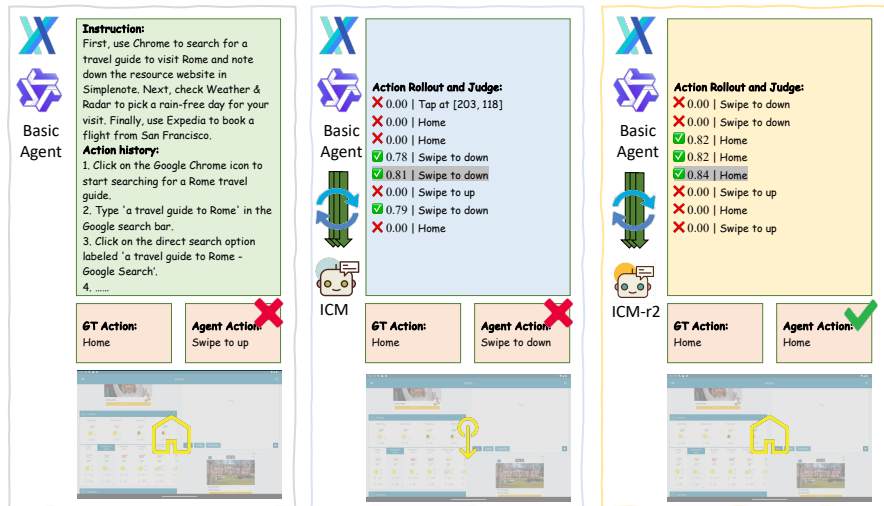 Instruction:
First, use Chrome to search for a
travel guide to visit Rome and note
down the resource website in
Simplenote. Next, check Weather &
Radar to pick a rain-free day for your
visit. Finally, use Expedia to book a
flight from San Francisco.
Action history:
1. Click on the Google Chrome icon to
start searching for a Rome travel
guide.
2. Type 'a travel guide to Rome' in the
Google search bar.
3. Click on the direct search option
labeled 'a travel guide to Rome -
Google Search'.
4. ......
Basic
Agent
GT Action:
Home
Agent Action:
Swipe to up
Basic
Agent
ICM
Action Rollout and Judge:
0.00 | Tap at [203, 118]
0.00 | Home
0.00 | Home
0.78 | Swipe to down
0.81 | Swipe to down
0.00 | Swipe to up
0.79 | Swipe to down
0.00 | Home
GT Action:
Home
Agent Action:
Swipe to down
Basic
Agent
ICM-r2
Action Rollout and Judge:
0.00 | Swipe to down
0.00 | Swipe to down
0.82 | Home
0.82 | Home
0.84 | Home
0.00 | Swipe to up
0.00 | Home
0.00 | Swipe to up
GT Action:
Home
Agent Action:
Home